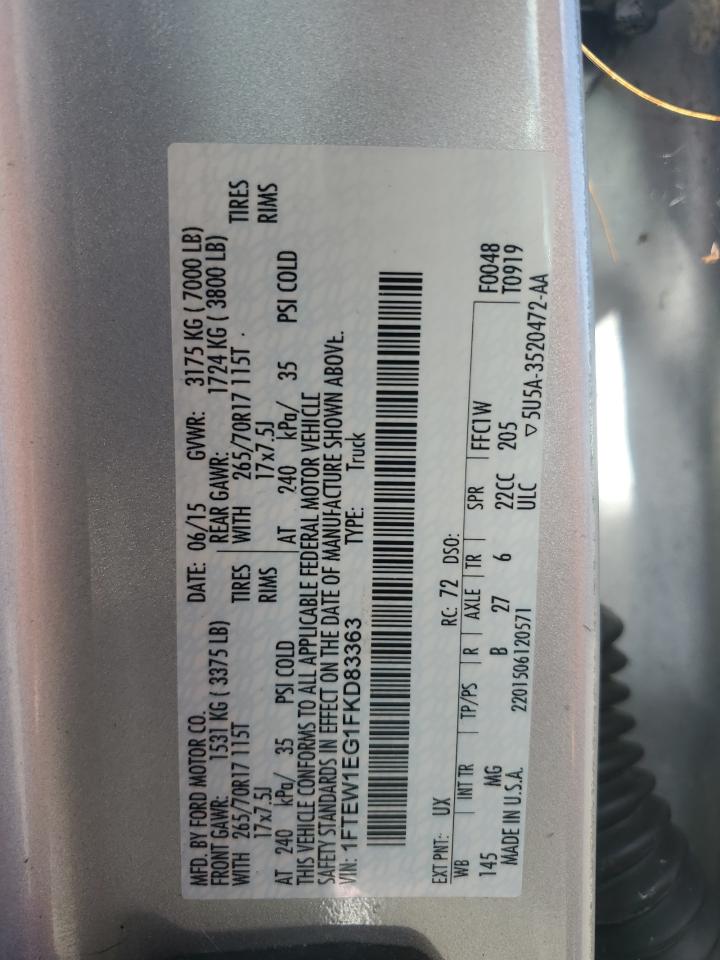 MFD. BY FORD MOTOR CO. DATE: 06/15 GVWR: 3175 KG ( 7000 LB)
FRONT GAWR: 1531 KG ( 3375 LB) REAR GAWR: 1724 KG ( 3800 LB)
WITH 265/70R17 115T TIRES WITH 265/70R17 115T TIRES
17x7.5J RIMS 17x7.5J RIMS
AT 240 kPa/ 35 PSI COLD AT 240 kPa/ 35 PSI COLD
THIS VEHICLE CONFORMS TO ALL APPLICABLE FEDERAL MOTOR VEHICLE
SAFETY STANDARDS IN EFFECT ON THE DATE OF MANUFACTURE SHOWN ABOVE.
VIN: 1FTEW1EG1FKD83363 TYPE: Truck
EXT PNT: UX RC: 72 DSO:
WB INT TR TP/PS R AXLE TR SPR FFC1W F0048
145 MG B 27 6 22CC 205 T0919
MADE IN U.S.A. 2201506120571 ULC ▽5U5A-3520472-AA